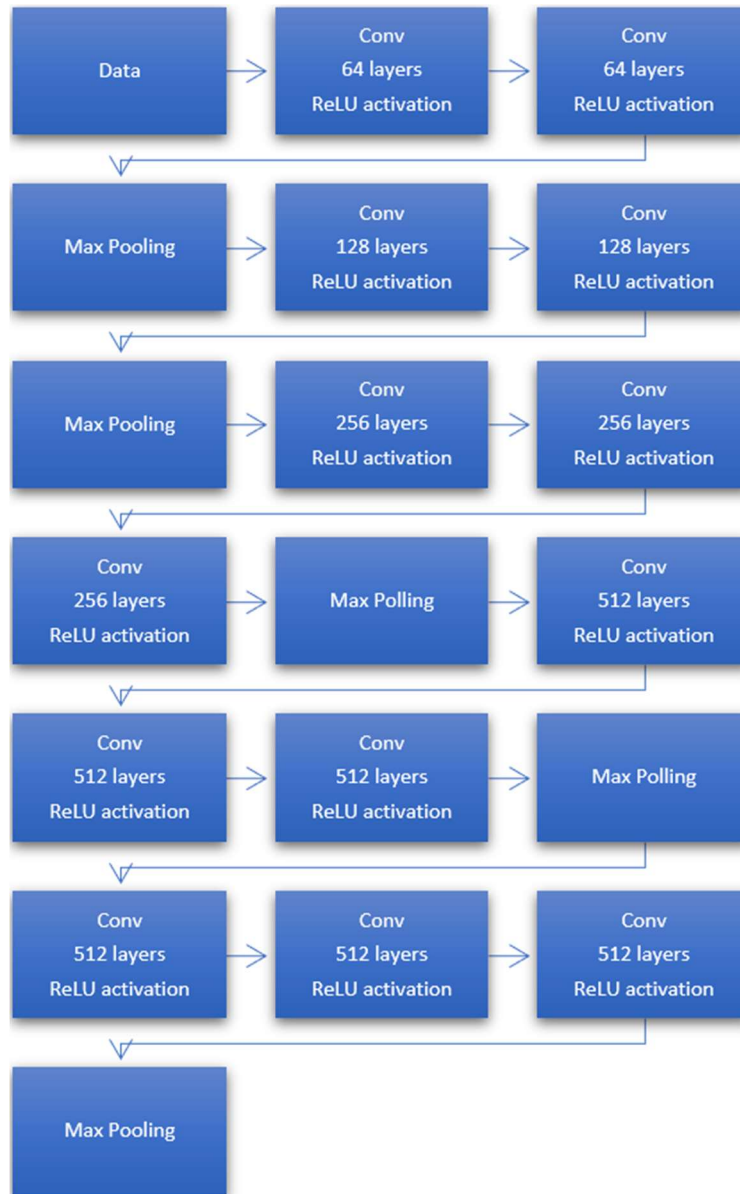 Data
Conv
64 layers
ReLU activation
Conv
64 layers
ReLU activation
Max Pooling
Conv
128 layers
ReLU activation
Conv
128 layers
ReLU activation
Max Pooling
Conv
256 layers
ReLU activation
Conv
256 layers
ReLU activation
Conv
256 layers
ReLU activation
Max Polling
Conv
512 layers
ReLU activation
Conv
512 layers
ReLU activation
Conv
512 layers
ReLU activation
Max Polling
Conv
512 layers
ReLU activation
Conv
512 layers
ReLU activation
Conv
512 layers
ReLU activation
Max Pooling